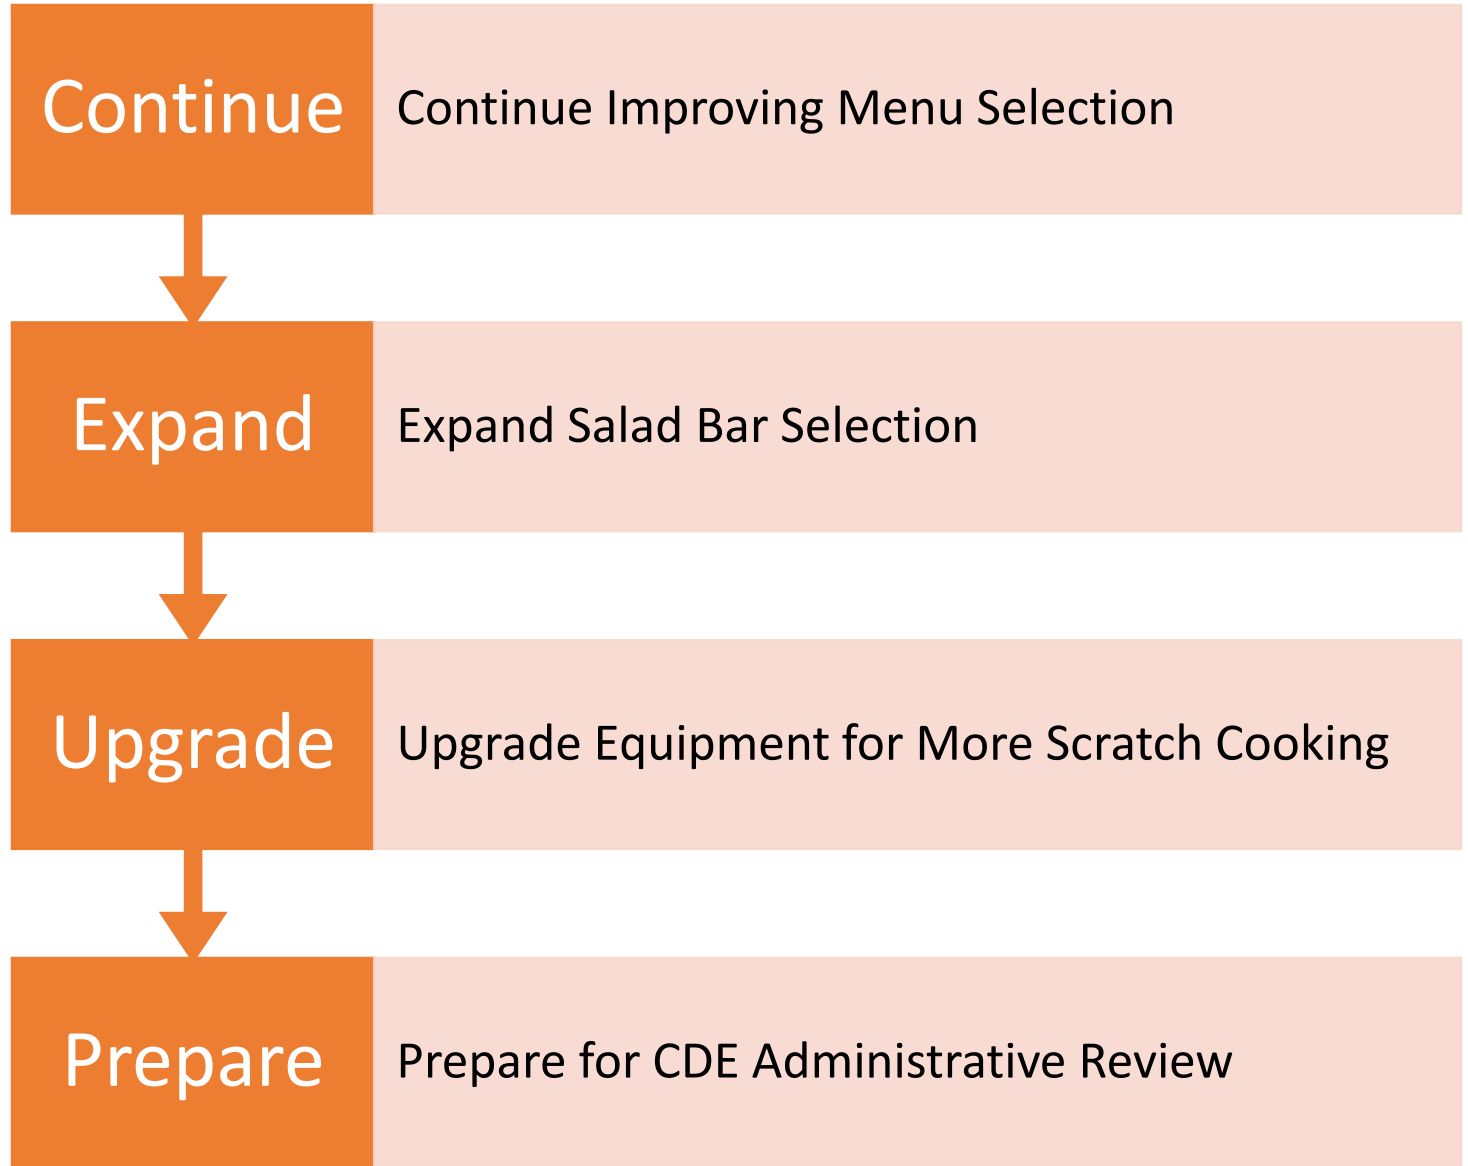 Continue
Continue Improving Menu Selection
Expand
Expand Salad Bar Selection
Upgrade
Upgrade Equipment for More Scratch Cooking
Prepare
Prepare for CDE Administrative Review